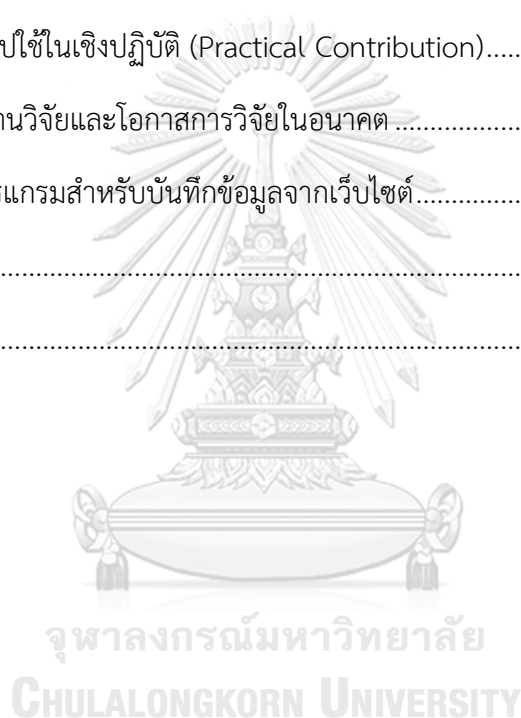 ปใช้ในเชิงปฏิบัติ (Practical Contribution).....
านวิจัยและโอกาสการวิจัยในอนาคต ..................
รแกรมสำหรับบันทึกข้อมูลจากเว็บไซต์...............
................................................................................
................................................................................
จุฬาลงกรณ์มหาวิทยาลัย
CHULALONGKORN UNIVERSITY